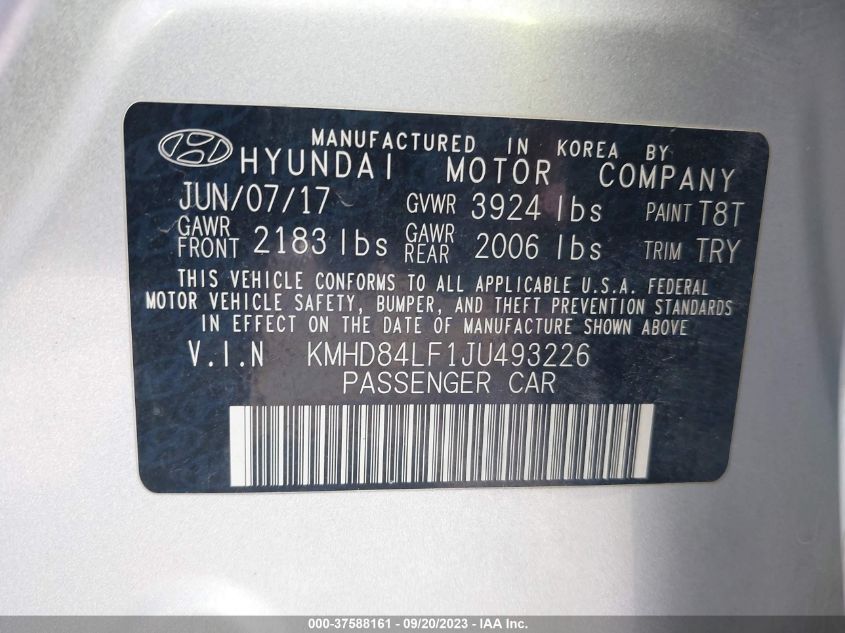 MANUFACTURED IN KOREA BY
HYUNDAI MOTOR COMPANY
JUN/07/17 GVWR 3924 lbs PAINT T8T
GAWR FRONT 2183 lbs GAWR REAR 2006 lbs TRIM TRY
THIS VEHICLE CONFORMS TO ALL APPLICABLE U.S.A. FEDERAL
MOTOR VEHICLE SAFETY, BUMPER, AND THEFT PREVENTION STANDARDS
IN EFFECT ON THE DATE OF MANUFACTURE SHOWN ABOVE
V.I.N KMHD84LF1JU493226
PASSENGER CAR
000-37588161 - 09/20/2023 - IAA Inc.